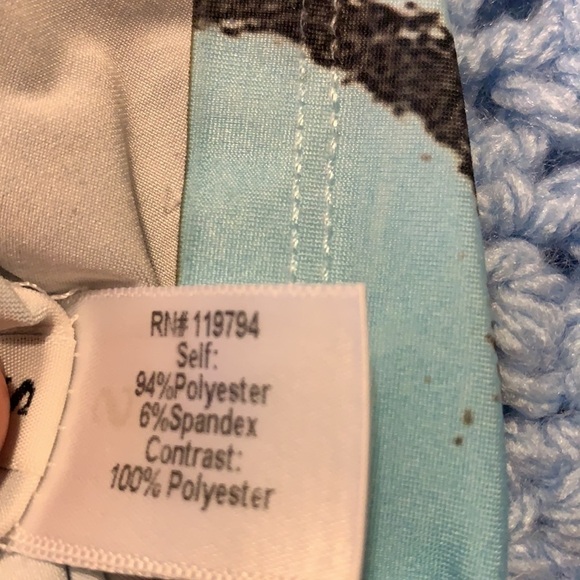 RN# 119794
Self:
94%Polyester
6%Spandex
Contrast:
100% Polyester